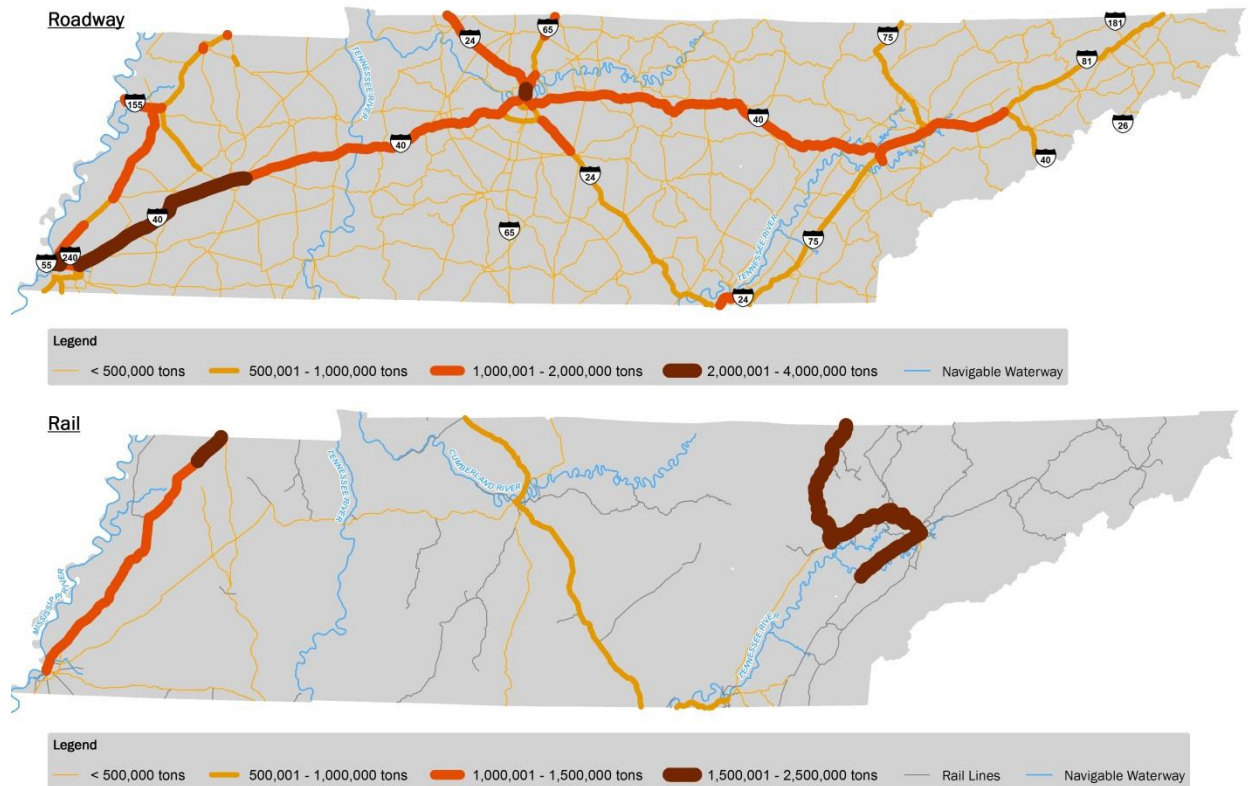 Roadway
24
65
75
181
81
TENNESSEE RIVER
155
40
40
40
26
24
65
40
75
TENNESSEE RIVER
55
240
24
Legend
< 500,000 tons
500,001 - 1,000,000 tons
1,000,001 - 2,000,000 tons
2,000,001 - 4,000,000 tons
Navigable Waterway
Rail
TENNESSEE RIVER
CUMBERLAND RIVER
MISSISSIP
RIVER
TENNESSEE RIVER
Legend
< 500,000 tons
500,001 - 1,000,000 tons
1,000,001 - 1,500,000 tons
1,500,001 - 2,500,000 tons
Rail Lines
Navigable Waterway